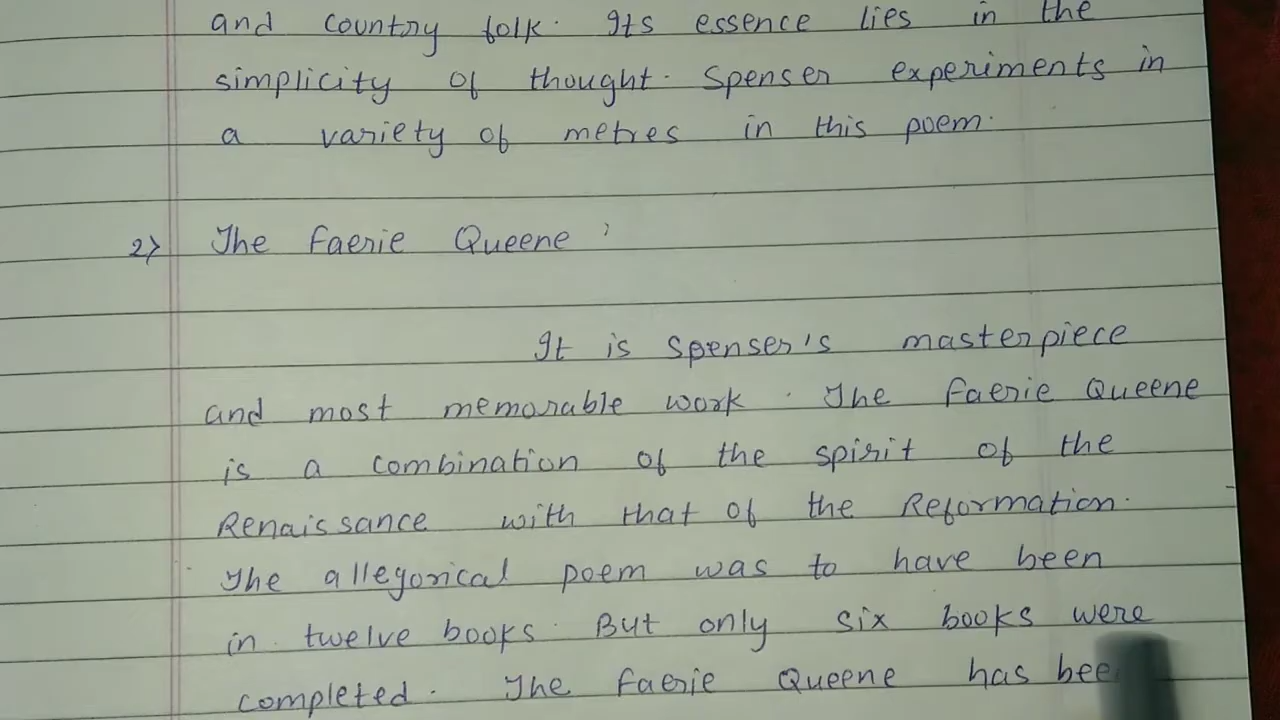 and country folk. Its essence lies in the
simplicity of thought. Spenser experiments in
a variety of metres in this poem.
2) The Faerie Queene :
It is Spenser's masterpiece
and most memorable work. The Faerie Queene
is a combination of the spirit of the
Renaissance with that of the Reformation.
The allegorical poem was to have been
in twelve books. But only six books were
completed. The Faerie Queene has